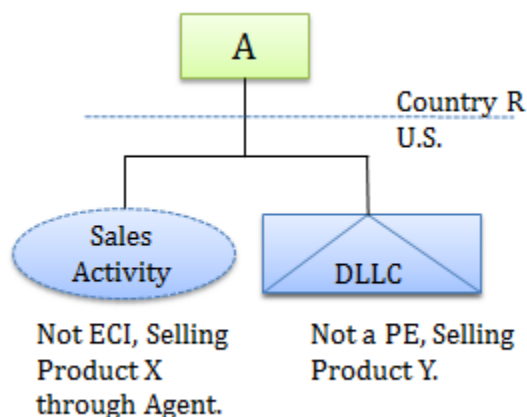 A
Country R
U.S.
Sales
Activity
DLLC
Not ECI, Selling
Product X
through Agent.
Not a PE, Selling
Product Y.